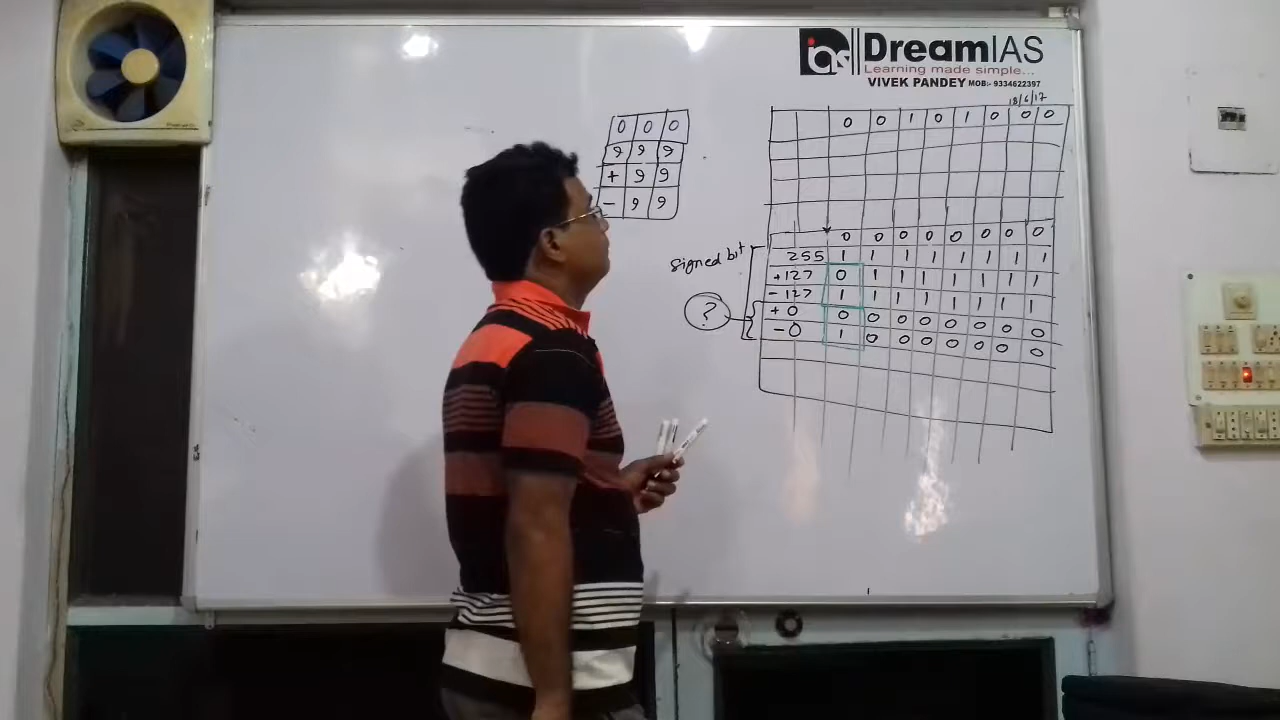 ias DreamIAS
Learning made simple...
VIVEK PANDEY MOB:- 9334622397
18/6/17
0 0 0
9 9 9
+ 9 9
- 9 9
0 0 1 0 1 0 0 0
0 0 0 0 0 0 0 0
255 1 1 1 1 1 1 1 1
signed bit
+127 0 1 1 1 1 1 1 1
-127 1 1 1 1 1 1 1 1
?
+0 0 0 0 0 0 0 0 0
-0 1 0 0 0 0 0 0 0